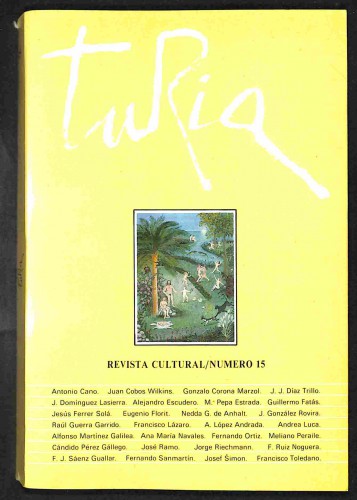 turia
REVISTA CULTURAL/NUMERO 15
Antonio Cano. Juan Cobos Wilkins. Gonzalo Corona Marzol. J. J. Díaz Trillo.
J. Domínguez Lasierra. Alejandro Escudero. M.ª Pepa Estrada. Guillermo Fatás.
Jesús Ferrer Solá. Eugenio Florit. Nedda G. de Anhalt. J. González Rovira.
Raúl Guerra Garrido. Francisco Lázaro. A. López Andrada. Andrea Luca.
Alfonso Martínez Galilea. Ana María Navales. Fernando Ortiz. Meliano Peraile.
Cándido Pérez Gállego. José Ramo. Jorge Riechmann. F. Ruiz Noguera.
F. J. Sáenz Guallar. Fernando Sanmartín. Josef Šimon. Francisco Toledano.